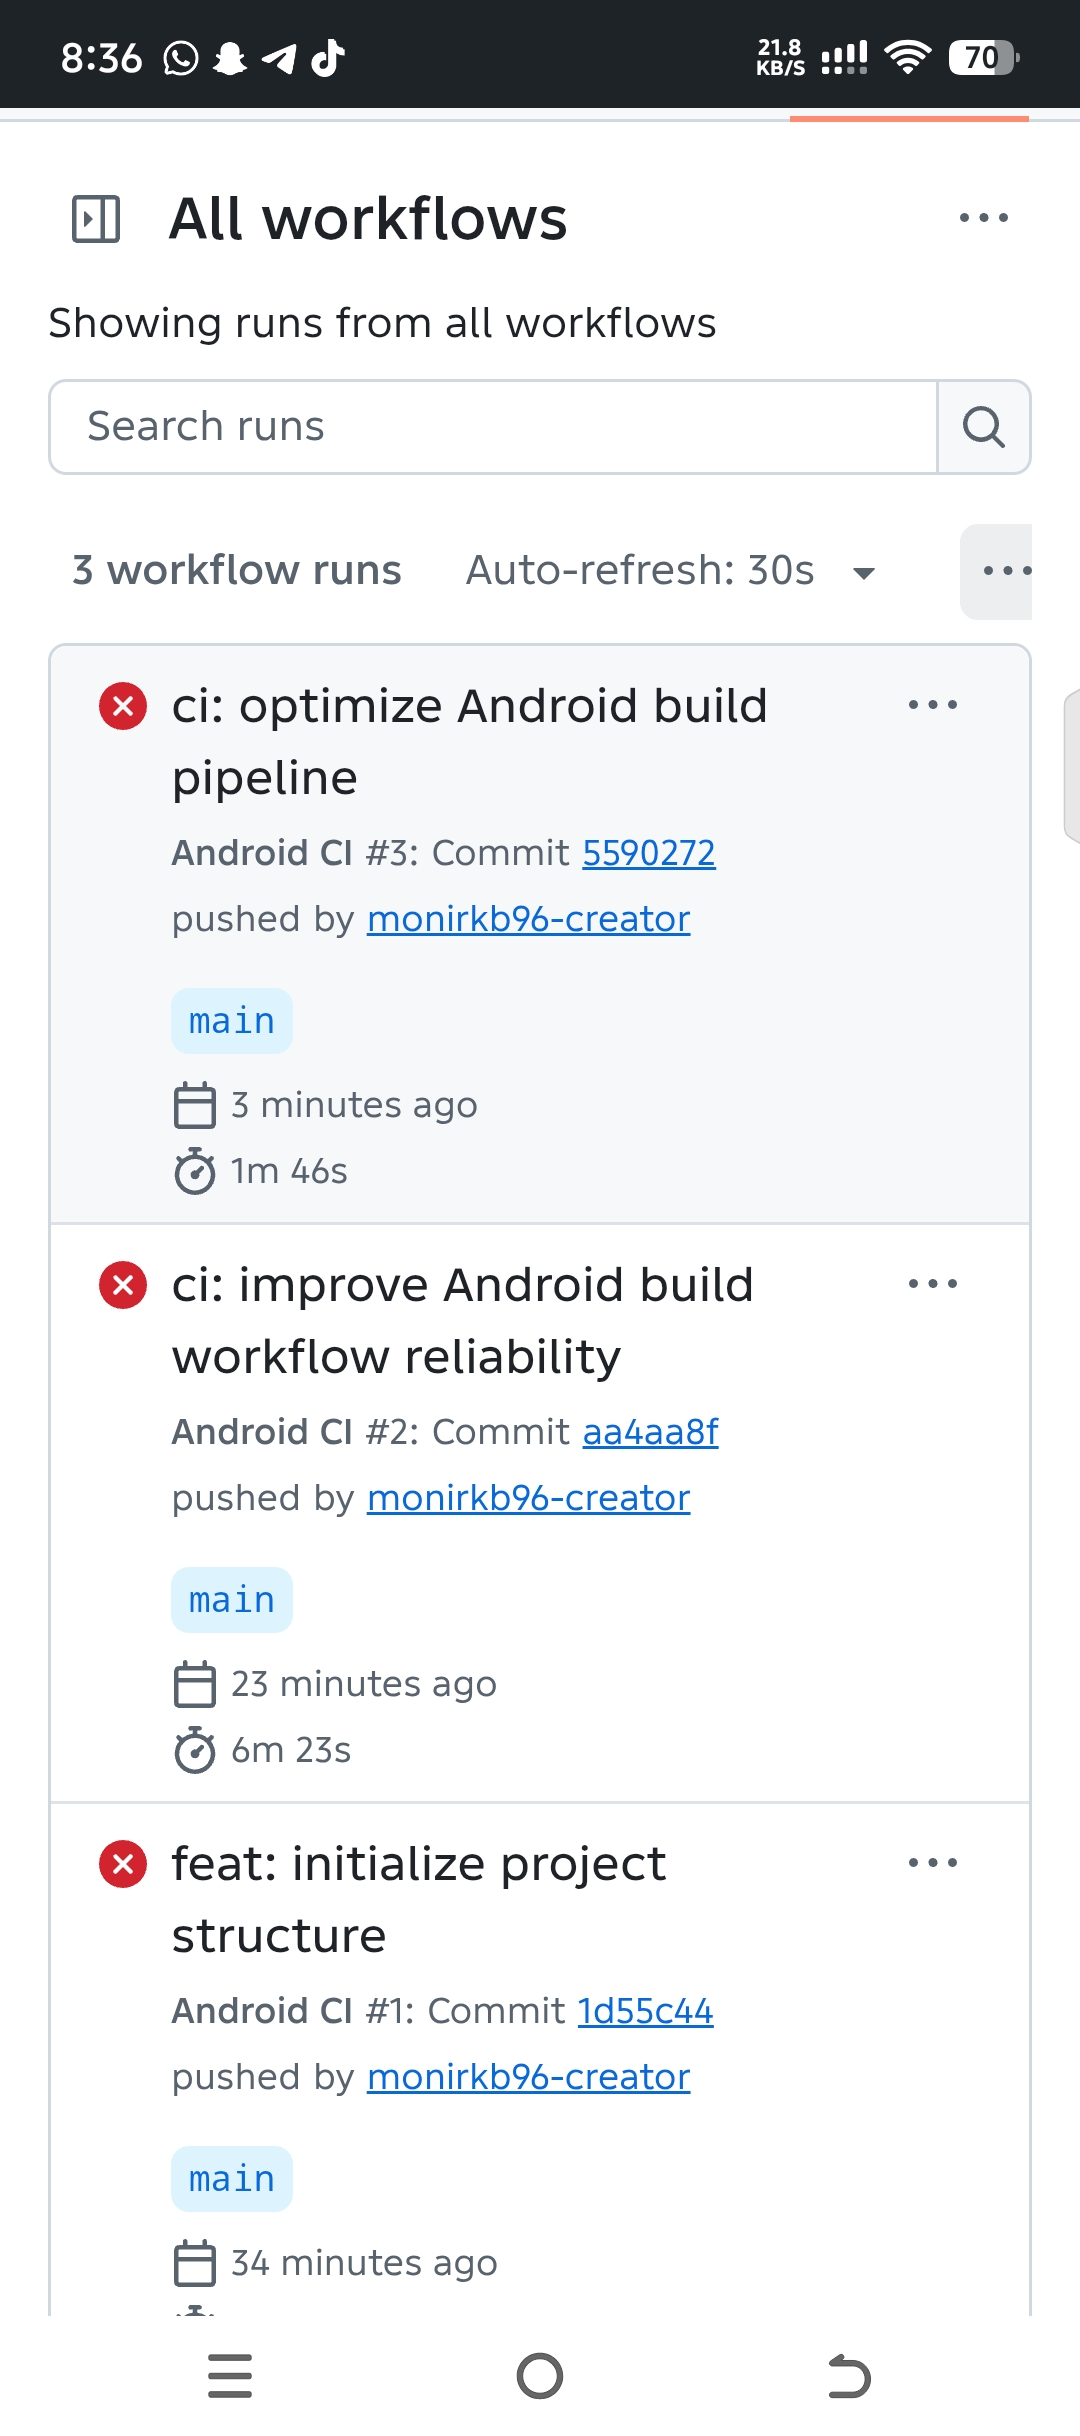 8:36
21.8
KB/S
70
All workflows
Showing runs from all workflows
Search runs
3 workflow runs Auto-refresh: 30s
ci: optimize Android build
pipeline
Android CI #3: Commit 5590272
pushed by monirkb96-creator
main
3 minutes ago
1m 46s
ci: improve Android build
workflow reliability
Android CI #2: Commit aa4aa8f
pushed by monirkb96-creator
main
23 minutes ago
6m 23s
feat: initialize project
structure
Android CI #1: Commit 1d55c44
pushed by monirkb96-creator
main
34 minutes ago